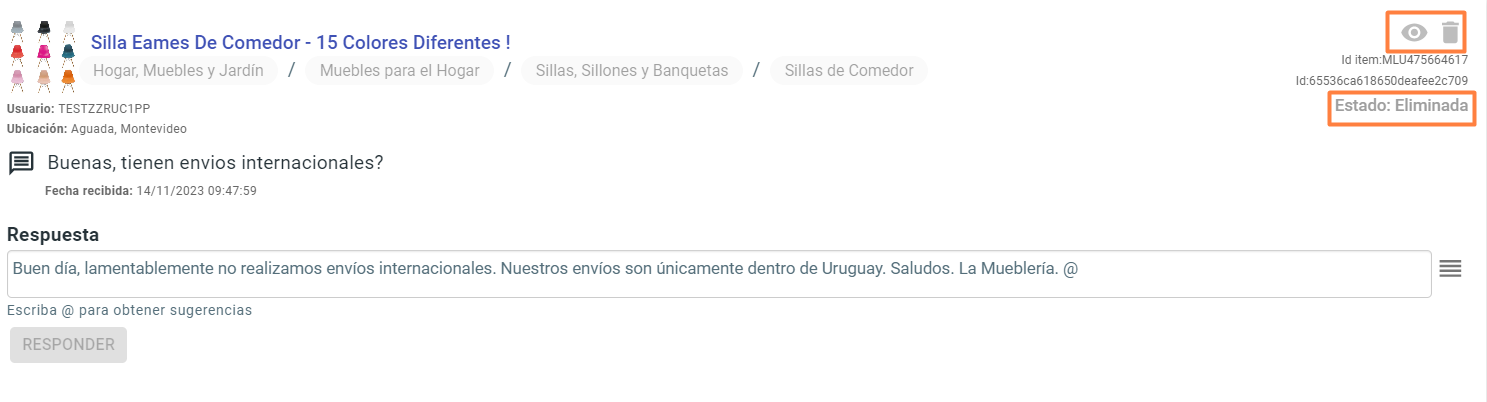 Silla Eames De Comedor - 15 Colores Diferentes !
Hogar, Muebles y Jardín / Muebles para el Hogar / Sillas, Sillones y Banquetas / Sillas de Comedor
Id item:MLU475664617
Id:65536ca618650deafee2c709
Estado: Eliminada
Usuario: TESTZZRUC1PP
Ubicación: Aguada, Montevideo
Buenas, tienen envios internacionales?
Fecha recibida: 14/11/2023 09:47:59
Respuesta
Buen día, lamentablemente no realizamos envíos internacionales. Nuestros envíos son únicamente dentro de Uruguay. Saludos. La Mueblería. @
Escriba @ para obtener sugerencias
RESPONDER